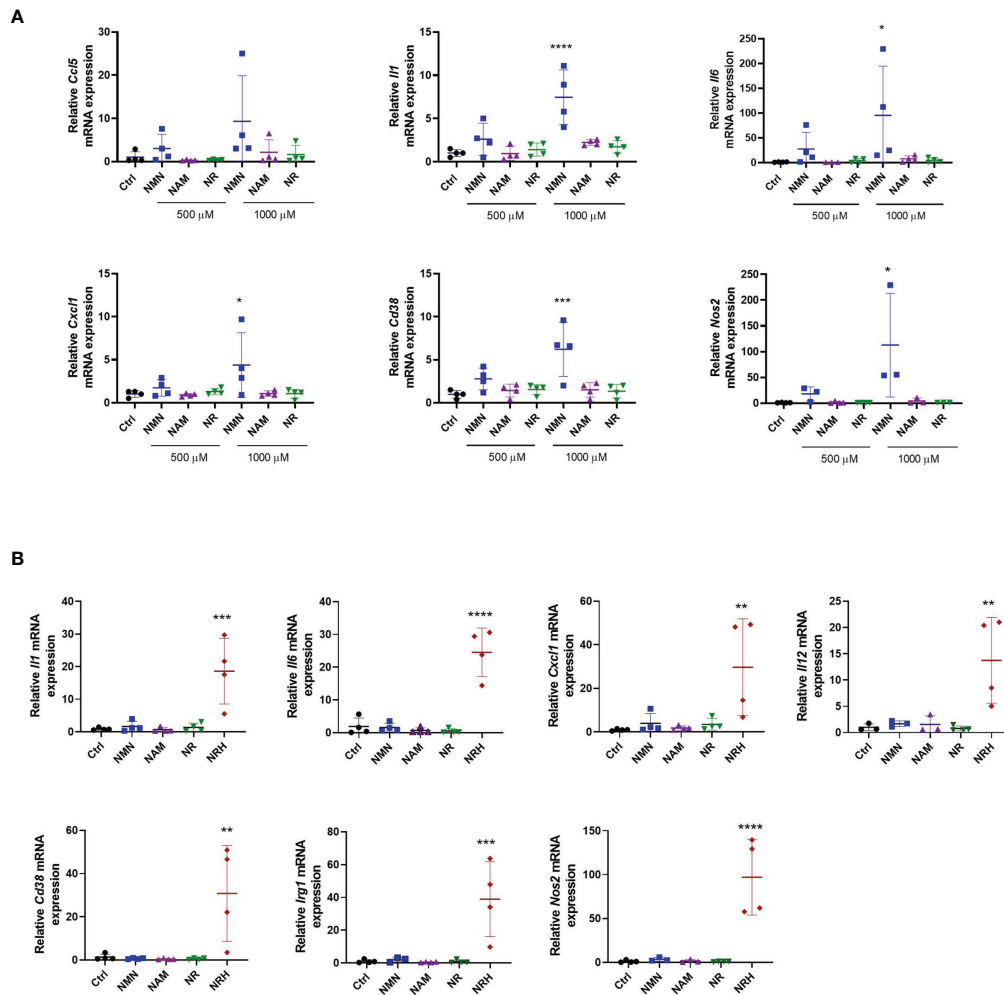 A
Relative Ccl5
mRNA expression
30
20
10
0
Ctrl
NMN
NAM
NR
NMN
NAM
NR
500 µM
1000 µM
Relative Il1
mRNA expression
15
10
5
0
****
Ctrl
NMN
NAM
NR
NMN
NAM
NR
500 µM
1000 µM
Relative Il6
mRNA expression
250
200
150
100
50
0
*
Ctrl
NMN
NAM
NR
NMN
NAM
NR
500 µM
1000 µM
Relative Cxcl1
mRNA expression
15
10
5
0
*
Ctrl
NMN
NAM
NR
NMN
NAM
NR
500 µM
1000 µM
Relative Cd38
mRNA expression
15
10
5
0
***
Ctrl
NMN
NAM
NR
NMN
NAM
NR
500 µM
1000 µM
Relative Nos2
mRNA expression
250
200
150
100
50
0
*
Ctrl
NMN
NAM
NR
NMN
NAM
NR
500 µM
1000 µM
B
Relative Il1 mRNA
expression
40
30
20
10
0
***
Ctrl
NMN
NAM
NR
NRH
Relative Il6 mRNA
expression
40
30
20
10
0
****
Ctrl
NMN
NAM
NR
NRH
Relative Cxcl1 mRNA
expression
60
40
20
0
**
Ctrl
NMN
NAM
NR
NRH
Relative Il12 mRNA
expression
25
20
15
10
5
0
**
Ctrl
NMN
NAM
NR
NRH
Relative Cd38 mRNA
expression
60
40
20
0
**
Ctrl
NMN
NAM
NR
NRH
Relative Irg1 mRNA
expression
80
60
40
20
0
***
Ctrl
NMN
NAM
NR
NRH
Relative Nos2 mRNA
expression
150
100
50
0
****
Ctrl
NMN
NAM
NR
NRH